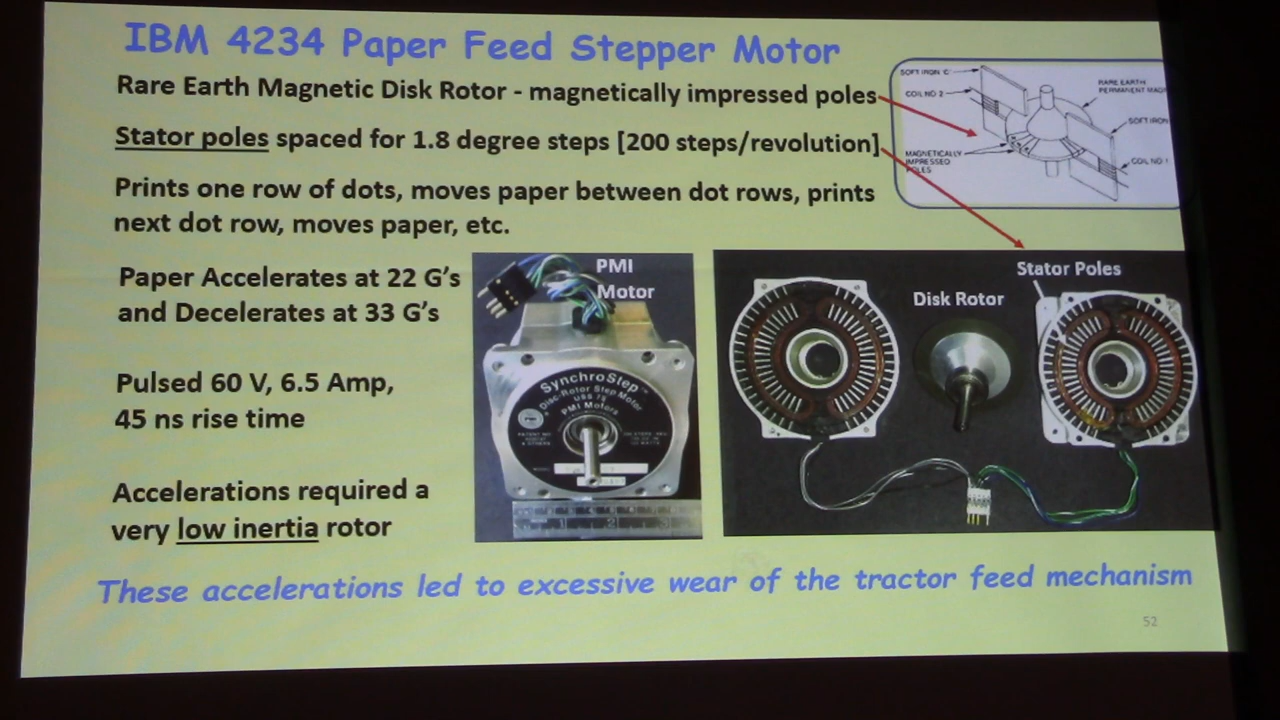 IBM 4234 Paper Feed Stepper Motor
Rare Earth Magnetic Disk Rotor - magnetically impressed poles
Stator poles spaced for 1.8 degree steps [200 steps/revolution]
Prints one row of dots, moves paper between dot rows, prints
next dot row, moves paper, etc.
Paper Accelerates at 22 G's
and Decelerates at 33 G's
Pulsed 60 V, 6.5 Amp,
45 ns rise time
Accelerations required a
very low inertia rotor
SOFT IRON 'C'
COIL NO 2
RARE EARTH
PERMANENT
SOFT IRON
MAGNETICALLY
IMPRESSED
POLES
COIL NO 1
PMI
Motor
SynchroStep™
Disc-Rotor Step Motor
PMI Motors
1 2 3
Disk Rotor
Stator Poles
These accelerations led to excessive wear of the tractor feed mechanism
52